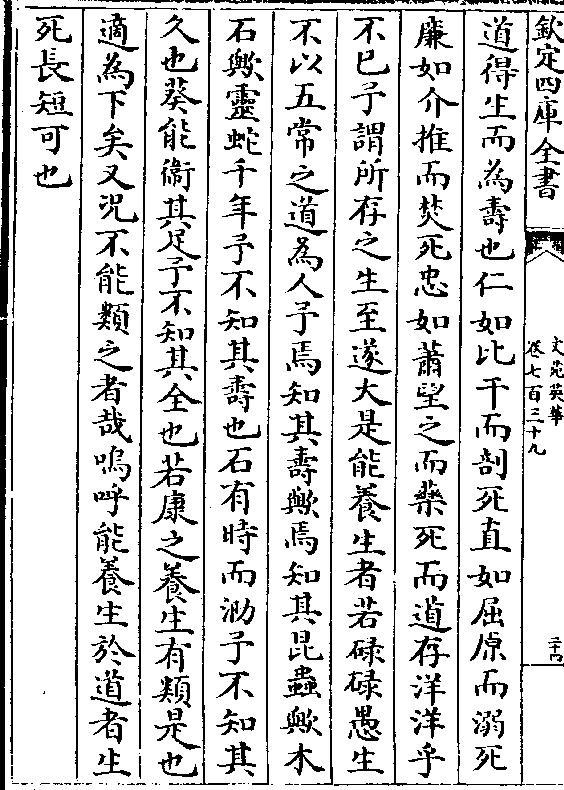 欽定四庫全書
文苑英華
卷七百三十九
二十四
道得生而為壽也仁如比干而剖死直如屈原而溺死
廉如介推而焚死忠如蕭望之而藥死而道存洋洋乎
不已予謂所存之生至遂大是能養生者若碌碌愚生
不以五常之道為人予焉知其壽歟焉知其昆蟲歟木
石歟靈蛇千年予不知其壽也石有時而泐予不知其
久也葵能衞其足予不知其全也若康之養生有類是也
適為下矣又况不能類之者哉嗚呼能養生於道者生
死長短可也